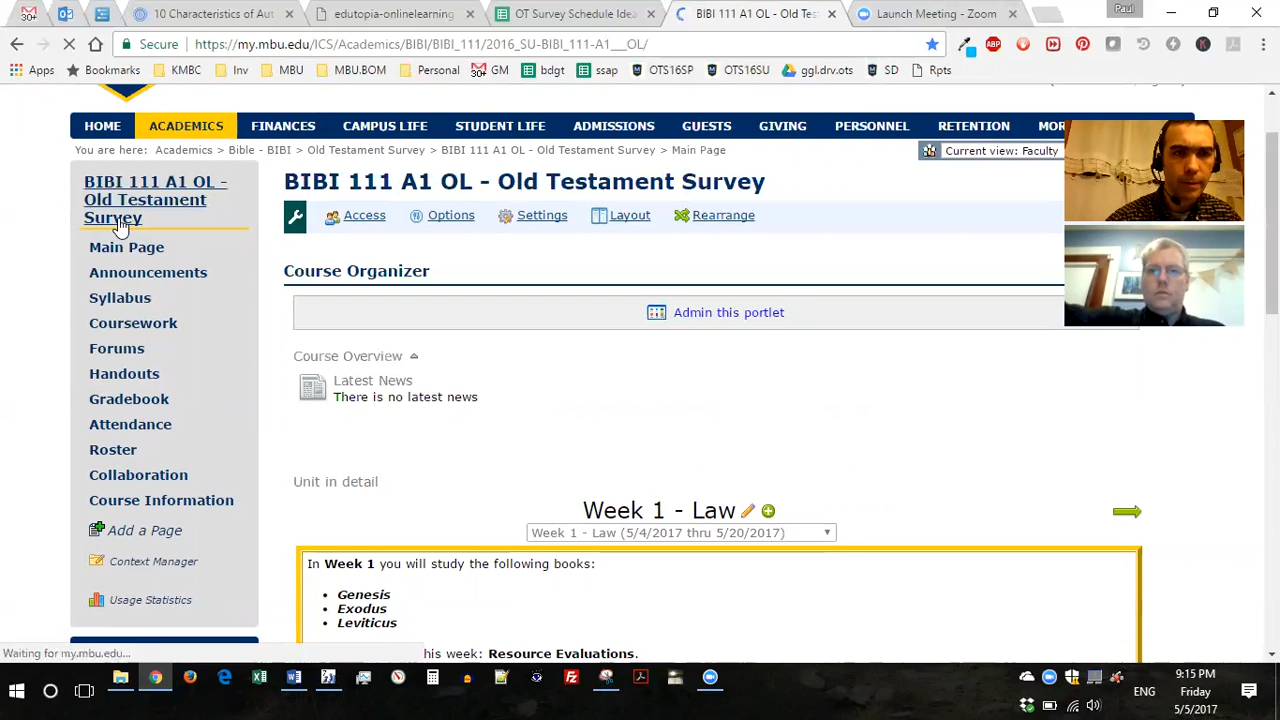 10 Characteristics of Aut
edutopia-onlinelearning
OT Survey Schedule Idea
BIBI 111 A1 OL - Old Tes
Launch Meeting - Zoom
Paul
Secure
https://my.mbu.edu/ICS/Academics/BIBI/BIBI_111/2016_SU-BIBI_111-A1___OL/
Apps
Bookmarks
KMBC
Inv
MBU
MBU.BOM
Personal
GM
bdgt
ssap
OTS16SP
OTS16SU
ggl.drv.ots
SD
Rpts
HOME
ACADEMICS
FINANCES
CAMPUS LIFE
STUDENT LIFE
ADMISSIONS
GUESTS
GIVING
PERSONNEL
RETENTION
MOR
You are here: Academics > Bible - BIBI > Old Testament Survey > BIBI 111 A1 OL - Old Testament Survey > Main Page
Current view: Faculty
BIBI 111 A1 OL -
Old Testament
Survey
Main Page
Announcements
Syllabus
Coursework
Forums
Handouts
Gradebook
Attendance
Roster
Collaboration
Course Information
Add a Page
Context Manager
Usage Statistics
BIBI 111 A1 OL - Old Testament Survey
Access
Options
Settings
Layout
Rearrange
Course Organizer
Admin this portlet
Course Overview
Latest News
There is no latest news
Unit in detail
Week 1 - Law
Week 1 - Law (5/4/2017 thru 5/20/2017)
In Week 1 you will study the following books:
• Genesis
• Exodus
• Leviticus
his week: Resource Evaluations.
Waiting for my.mbu.edu...
ENG
9:15 PM
Friday
5/5/2017